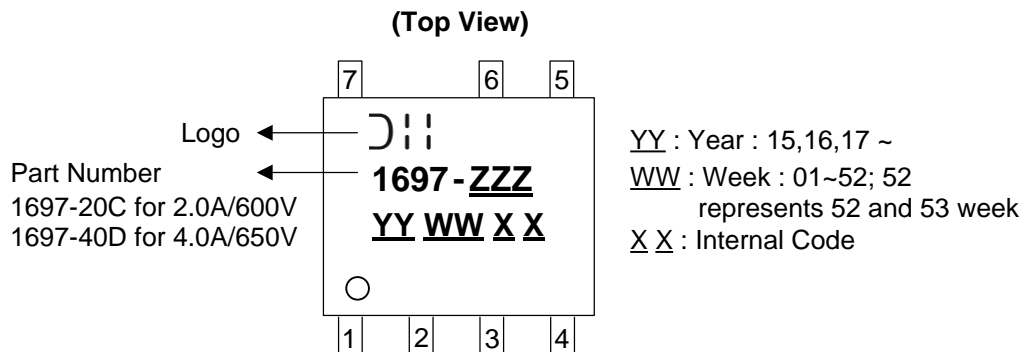 (Top View)
7 6 5
Logo
Part Number
1697-20C for 2.0A/600V
1697-40D for 4.0A/650V
1697-ZZZ
YY WW X X
YY : Year : 15,16,17 ~
WW : Week : 01~52; 52
represents 52 and 53 week
X X : Internal Code
1 2 3 4